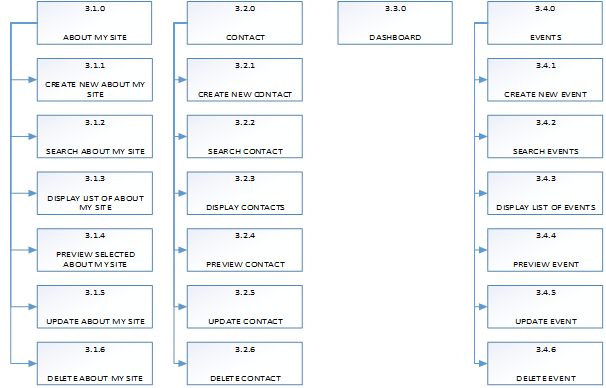 3.1.0
ABOUT MY SITE
3.1.1
CREATE NEW ABOUT MY
SITE
3.1.2
SEARCH ABOUT MY SITE
3.1.3
DISPLAY LIST OF ABOUT
MY SITE
3.1.4
PREVIEW SELECTED
ABOUT MY SITE
3.1.5
UPDATE ABOUT MY SITE
3.1.6
DELETE ABOUT MY SITE
3.2.0
CONTACT
3.2.1
CREATE NEW CONTACT
3.2.2
SEARCH CONTACT
3.2.3
DISPLAY CONTACTS
3.2.4
PREVIEW CONTACT
3.2.5
UPDATE CONTACT
3.2.6
DELETE CONTACT
3.3.0
DASHBOARD
3.4.0
EVENTS
3.4.1
CREATE NEW EVENT
3.4.2
SEARCH EVENTS
3.4.3
DISPLAY LIST OF EVENTS
3.4.4
PREVIEW EVENT
3.4.5
UPDATE EVENT
3.4.6
DELETE EVENT